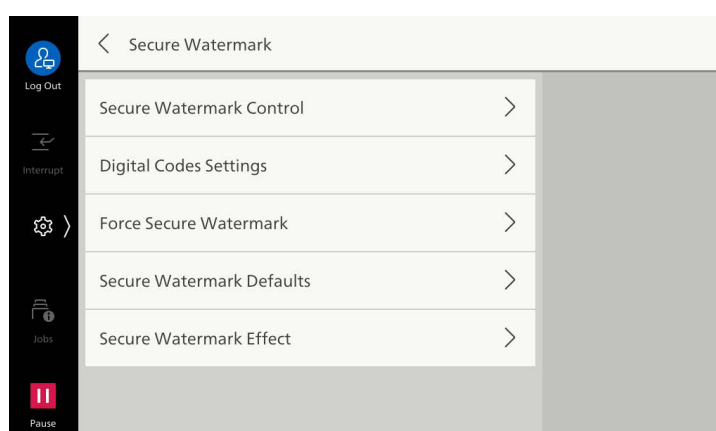 Secure Watermark
Log Out
Interrupt
Jobs
Pause
Secure Watermark Control
Digital Codes Settings
Force Secure Watermark
Secure Watermark Defaults
Secure Watermark Effect